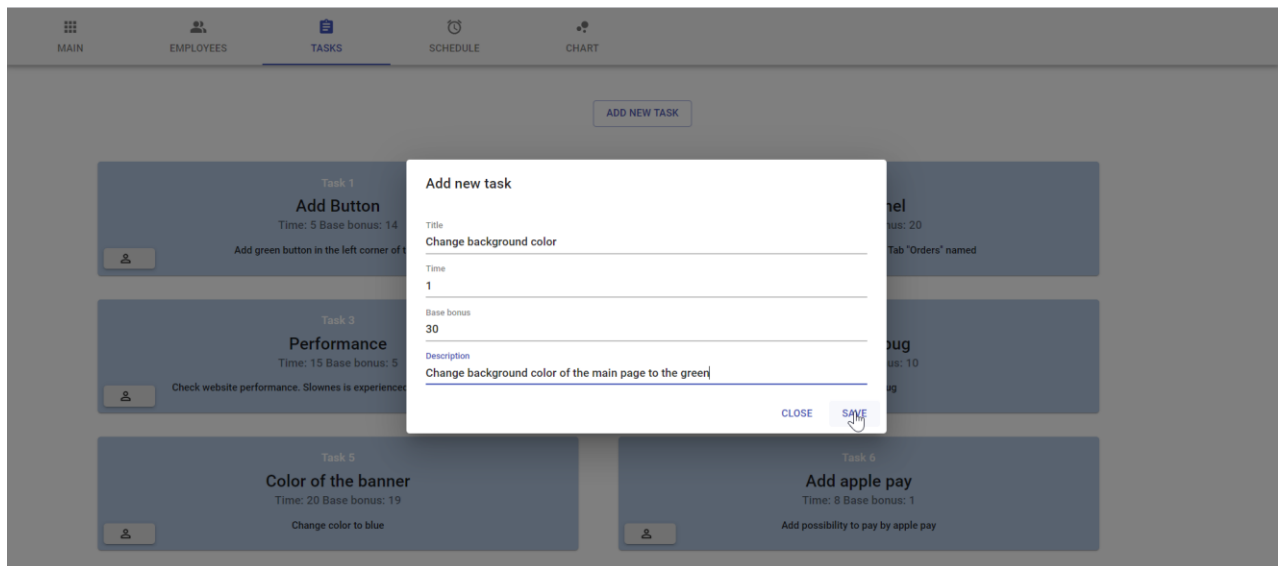 MAIN EMPLOYEES TASKS SCHEDULE CHART
ADD NEW TASK
Task 1
Add Button
Time: 5 Base bonus: 14
Add green button in the left corner of t
nel
nus: 20
Tab "Orders" named
Add new task
Title
Change background color
Time
1
Base bonus
30
Description
Change background color of the main page to the green
CLOSE SAVE
Task 3
Performance
Time: 15 Base bonus: 5
Check website performance. Slownes is experienced
bug
us: 10
ug
Task 5
Color of the banner
Time: 20 Base bonus: 19
Change color to blue
Task 6
Add apple pay
Time: 8 Base bonus: 1
Add possibility to pay by apple pay